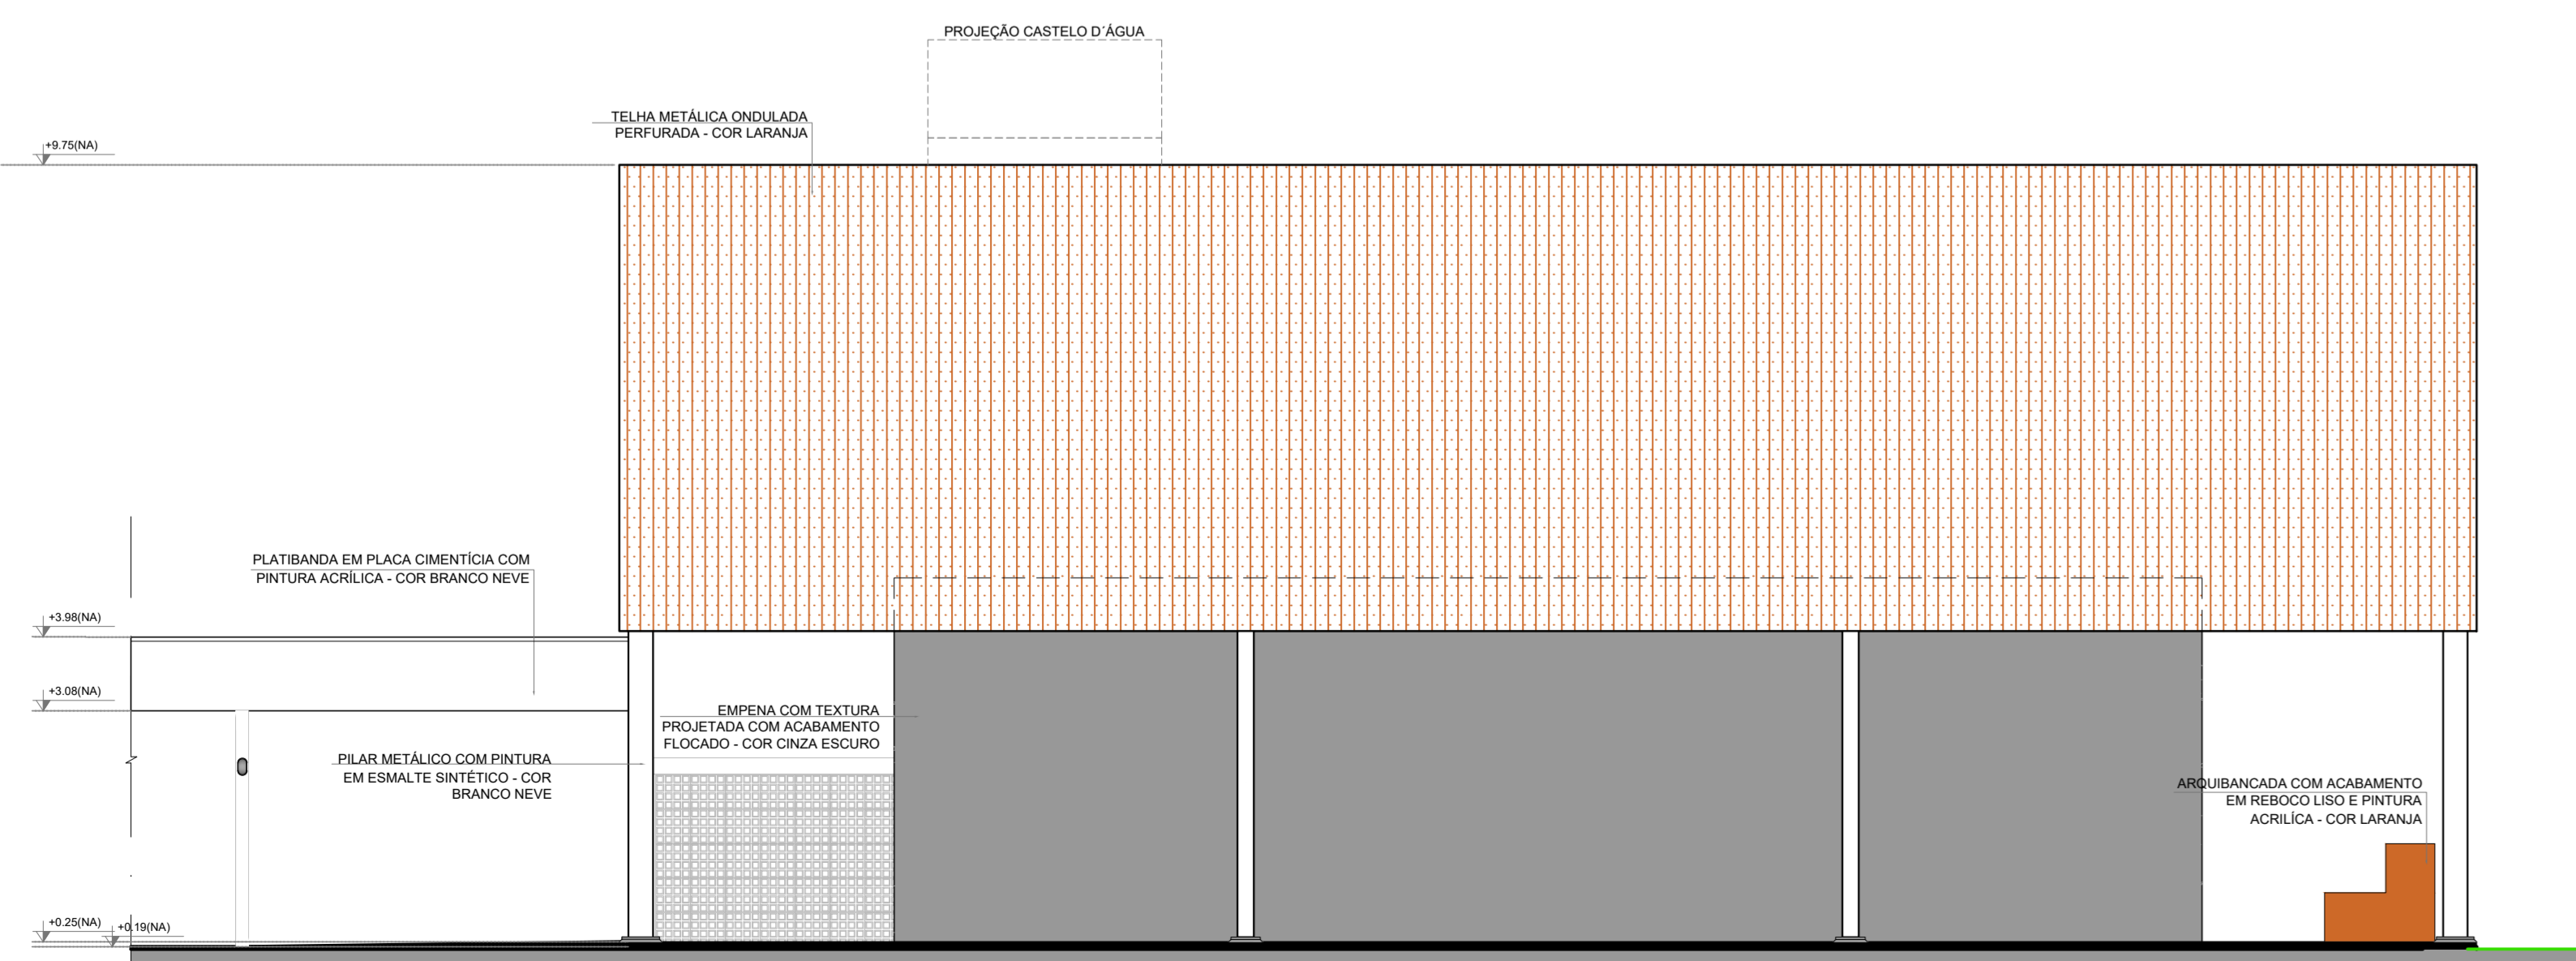 PROJEÇÃO CASTELO D´ÁGUA
TELHA METÁLICA ONDULADA
PERFURADA - COR LARANJA
+9.75(NA)
PLATIBANDA EM PLACA CIMENTÍCIA COM
PINTURA ACRÍLICA - COR BRANCO NEVE
+3.98(NA)
+3.08(NA)
EMPENA COM TEXTURA
PROJETADA COM ACABAMENTO
FLOCADO - COR CINZA ESCURO
PILAR METÁLICO COM PINTURA
EM ESMALTE SINTÉTICO - COR
BRANCO NEVE
ARQUIBANCADA COM ACABAMENTO
EM REBOCO LISO E PINTURA
ACRILÍCA - COR LARANJA
+0.25(NA)
+0.19(NA)